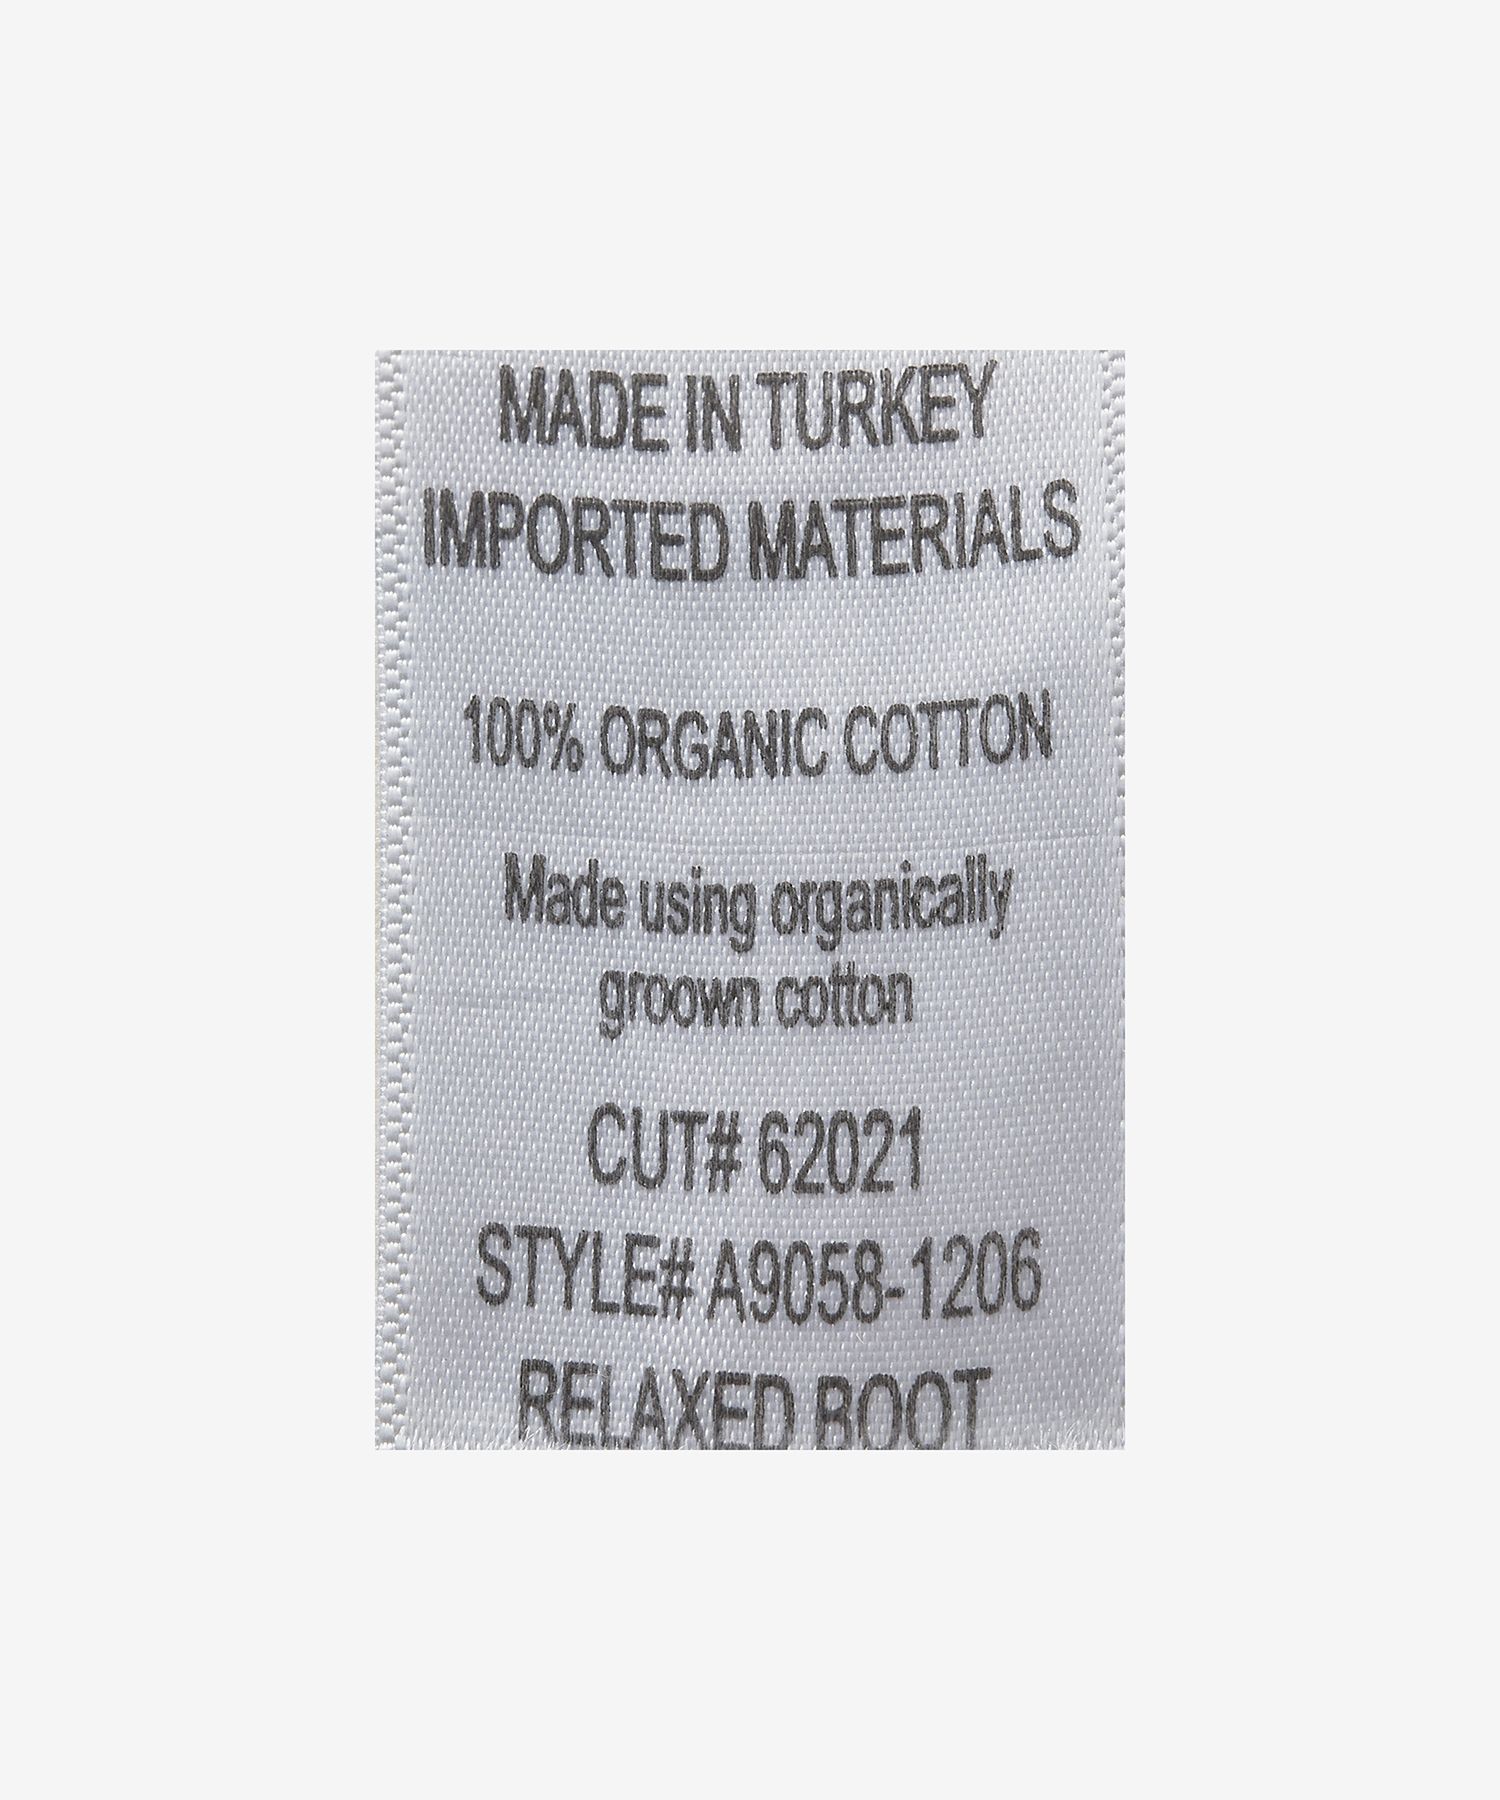 MADE IN TURKEY
IMPORTED MATERIALS
100% ORGANIC COTTON
Made using organically
groown cotton
CUT# 62021
STYLE# A9058-1206
RELAXED BOOT